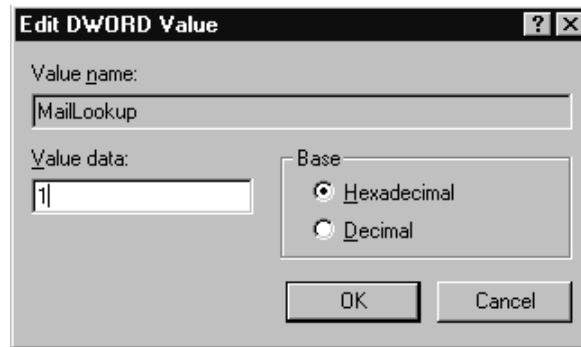 Edit DWORD Value
? ×
Value name:
MailLookup
Value data:
1
Base
Hexadecimal
Decimal
OK
Cancel